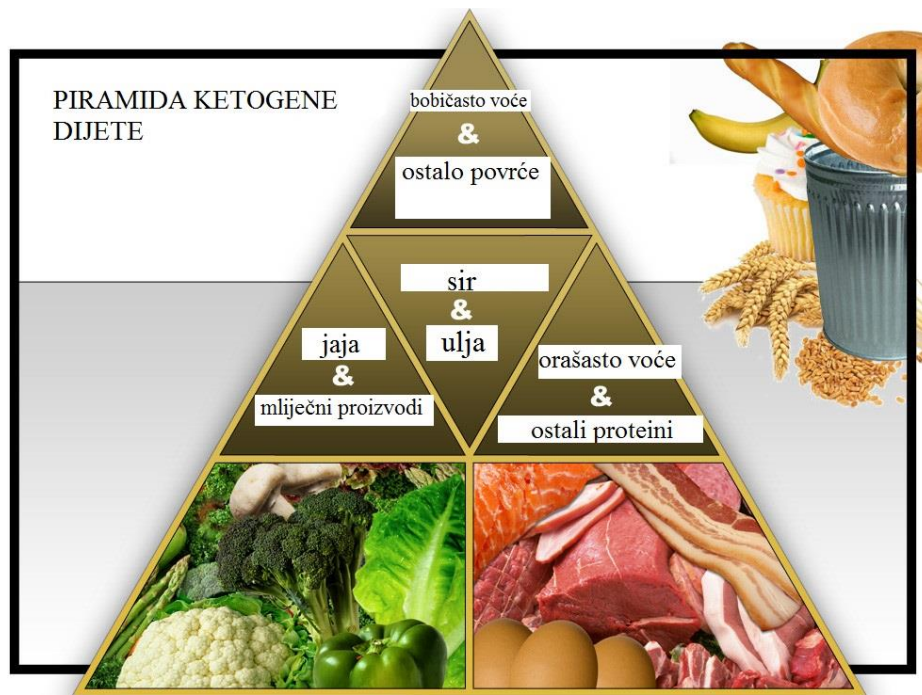 PIRAMIDA KETOGENE
DIJETE
bobičasto voće
&
ostalo povrće
sir
&
ulja
jaja
&
mliječni proizvodi
orašasto voće
&
ostali proteini